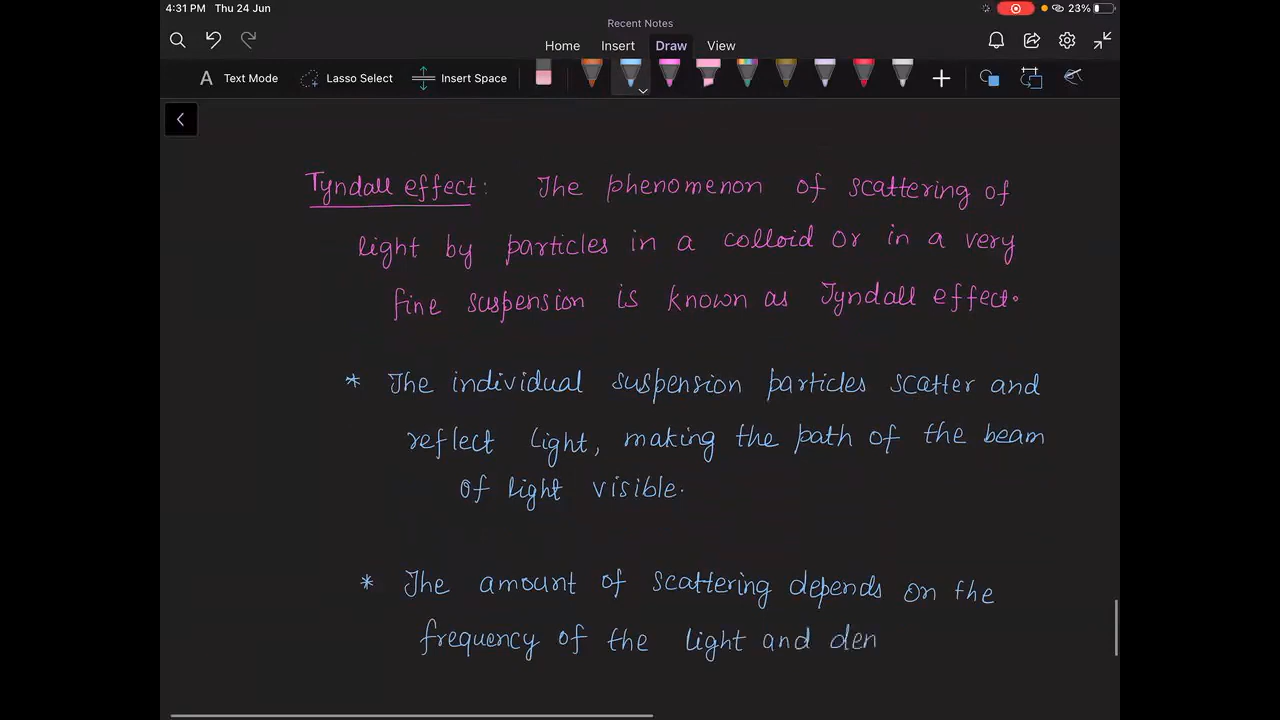 4:31 PM Thu 24 Jun
23%
Recent Notes
Home Insert Draw View
Text Mode Lasso Select Insert Space
Tyndall effect: The phenomenon of scattering of
light by particles in a colloid or in a very
fine suspension is known as Tyndall effect.
* The individual suspension particles scatter and
reflect light, making the path of the beam
of light visible.
* The amount of scattering depends on the
frequency of the light and den